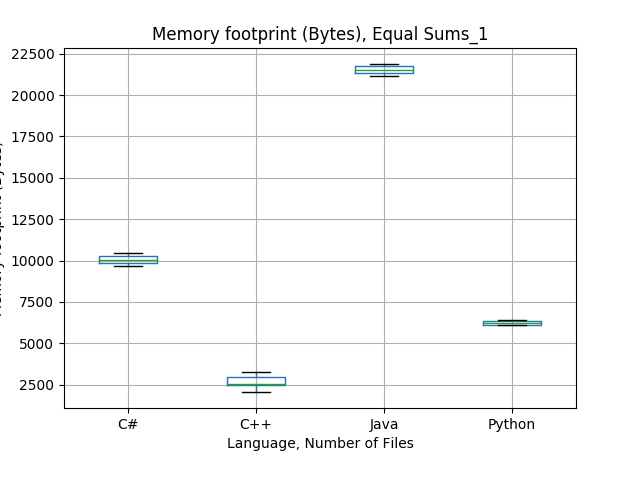 Memory footprint (Bytes), Equal Sums_1
22500
20000
17500
15000
12500
10000
7500
5000
2500
C#
C++
Java
Python
Language, Number of Files